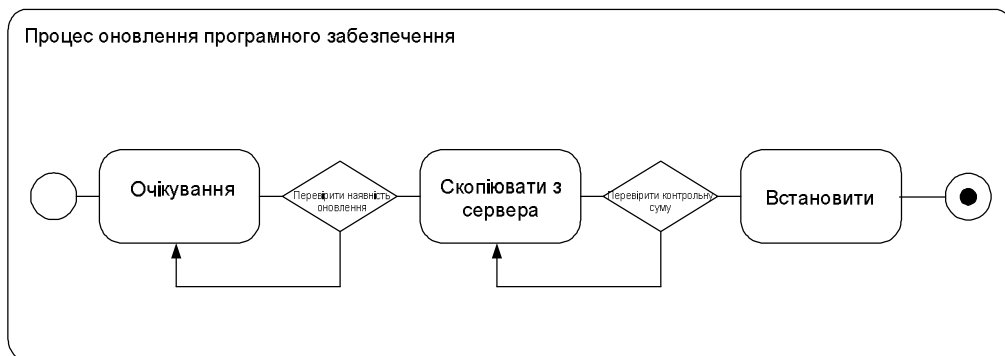 Процес оновлення програмного забезпечення
Очікування
Перевірити наявність
оновлення
Скопіювати з
сервера
Перевірити контрольну
суму
Встановити